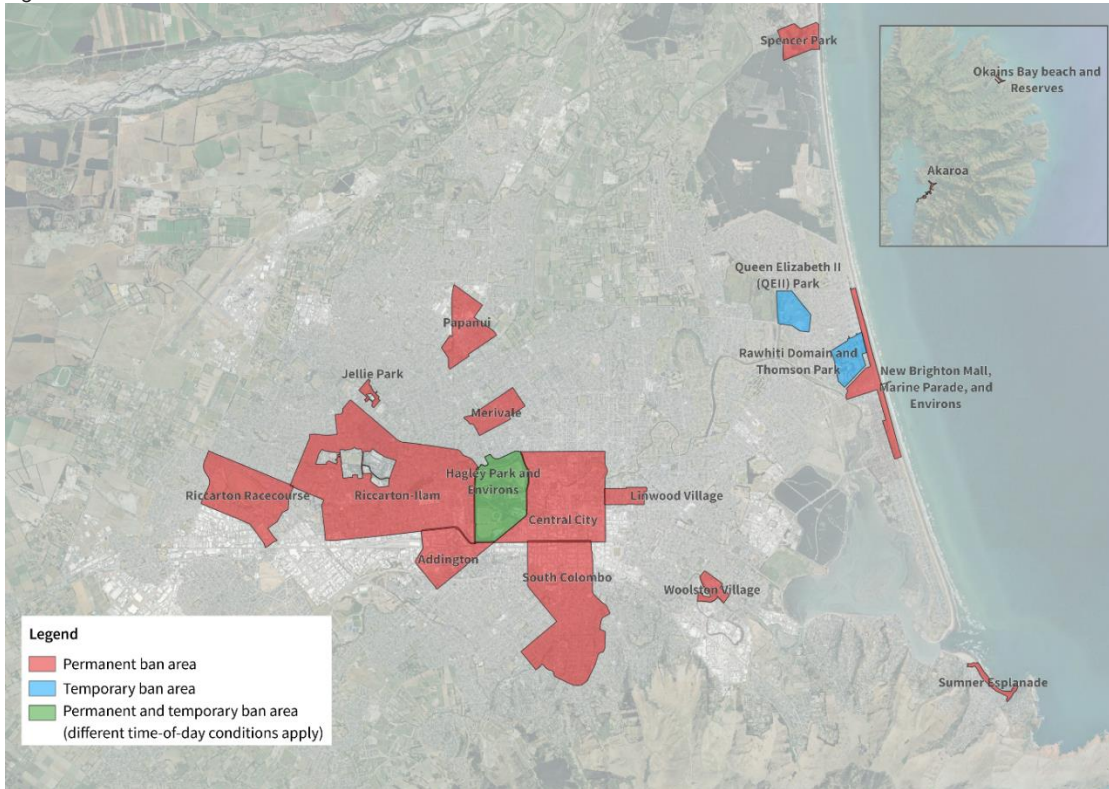 Spencer Park
Okains Bay beach and
Reserves
Akaroa
Queen Elizabeth II
(QEII) Park
Papanui
Rawhiti Domain and
Thomson Park
New Brighton Mall,
Marine Parade, and
Environs
Jellie Park
Merivale
Hagley Park and
Environs
Riccarton Racecourse
Riccarton-Ilam
Linwood Village
Central City
Addington
South Colombo
Woolston Village
Sumner Esplanade
Legend
Permanent ban area
Temporary ban area
Permanent and temporary ban area
(different time-of-day conditions apply)